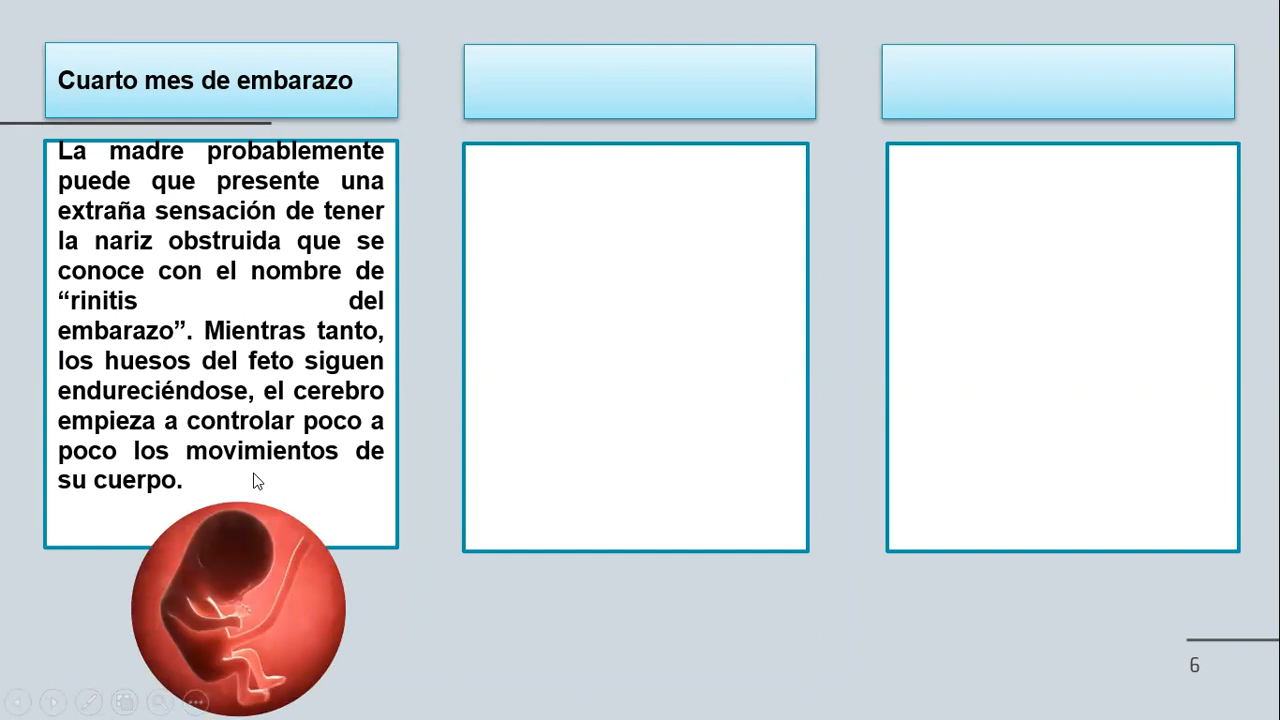 Cuarto mes de embarazo
La madre probablemente
puede que presente una
extraña sensación de tener
la nariz obstruida que se
conoce con el nombre de
“rinitis del
embarazo”. Mientras tanto,
los huesos del feto siguen
endureciéndose, el cerebro
empieza a controlar poco a
poco los movimientos de
su cuerpo.
6